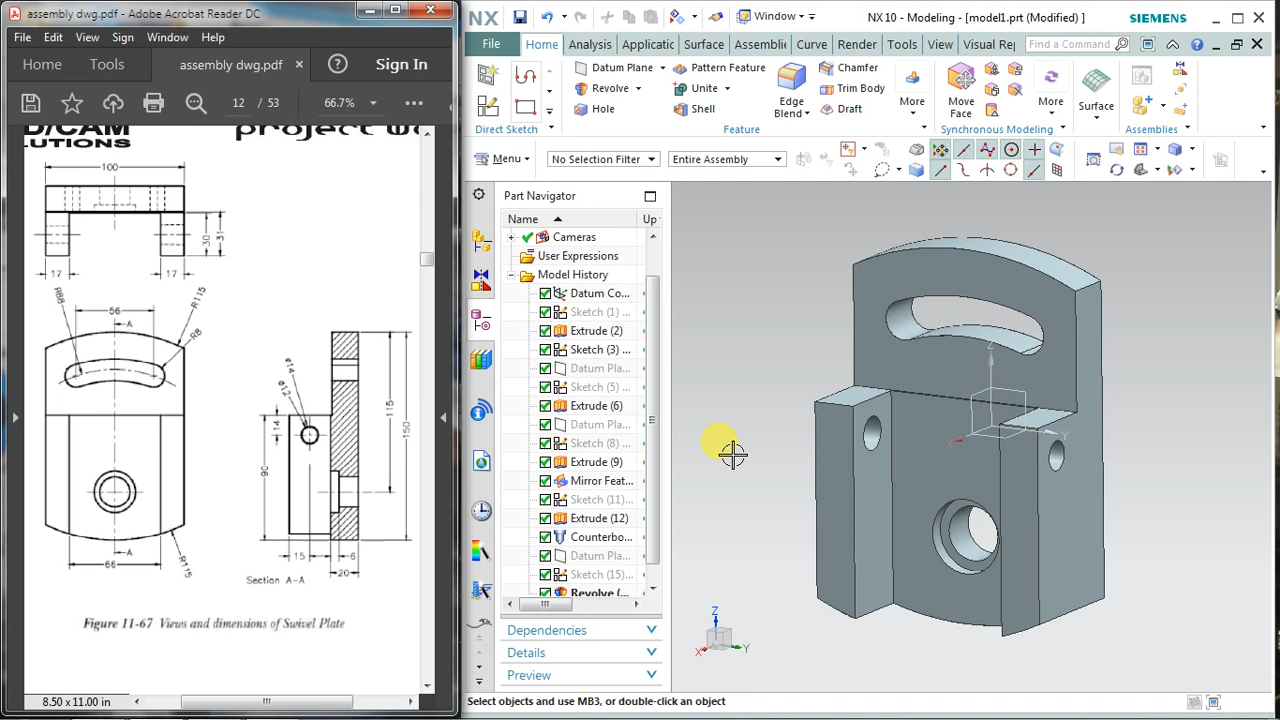 assembly dwg.pdf - Adobe Acrobat Reader DC
File Edit View Sign Window Help
Home Tools assembly dwg.pdf × ? Sign In
12 / 53 66.7%
D/CAM
LUTIONS
100
30
31
17 17
R88
56
R115
A
R8
A
66
R115
ø14
ø12
14
90
115
150
15 6
20
Section A-A
Figure 11-67 Views and dimensions of Swivel Plate
8.50 x 11.00 in
NX Window NX 10 - Modeling - [model1.prt (Modified) ] SIEMENS
File Home Analysis Applicatic Surface Assembli Curve Render Tools View Visual Re Find a Command
Datum Plane Pattern Feature Chamfer
Revolve Unite Trim Body
Hole Shell Draft
Edge Blend
More
Move Face
More
Surface
Direct Sketch Feature Synchronous Modeling Assemblies
Menu No Selection Filter Entire Assembly
Part Navigator
Name Up
Cameras
User Expressions
Model History
Datum Co...
Sketch (1) ...
Extrude (2)
Sketch (3) ...
Datum Pla...
Sketch (5) ...
Extrude (6)
Datum Pla...
Sketch (8) ...
Extrude (9)
Mirror Feat...
Sketch (11)...
Extrude (12)
Counterbo...
Datum Pla...
Sketch (15)...
Revolve (...
Dependencies
Details
Preview
Z
X
Y
Z
X Y
Select objects and use MB3, or double-click an object